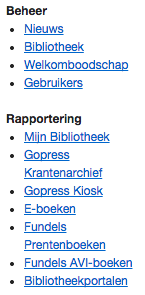 Beheer
Nieuws
Bibliotheek
Welkomboodschap
Gebruikers
Rapportering
Mijn Bibliotheek
Gopress
Krantenarchief
Gopress Kiosk
E-boeken
Fundels
Prentenboeken
Fundels AVI-boeken
Bibliotheekportalen